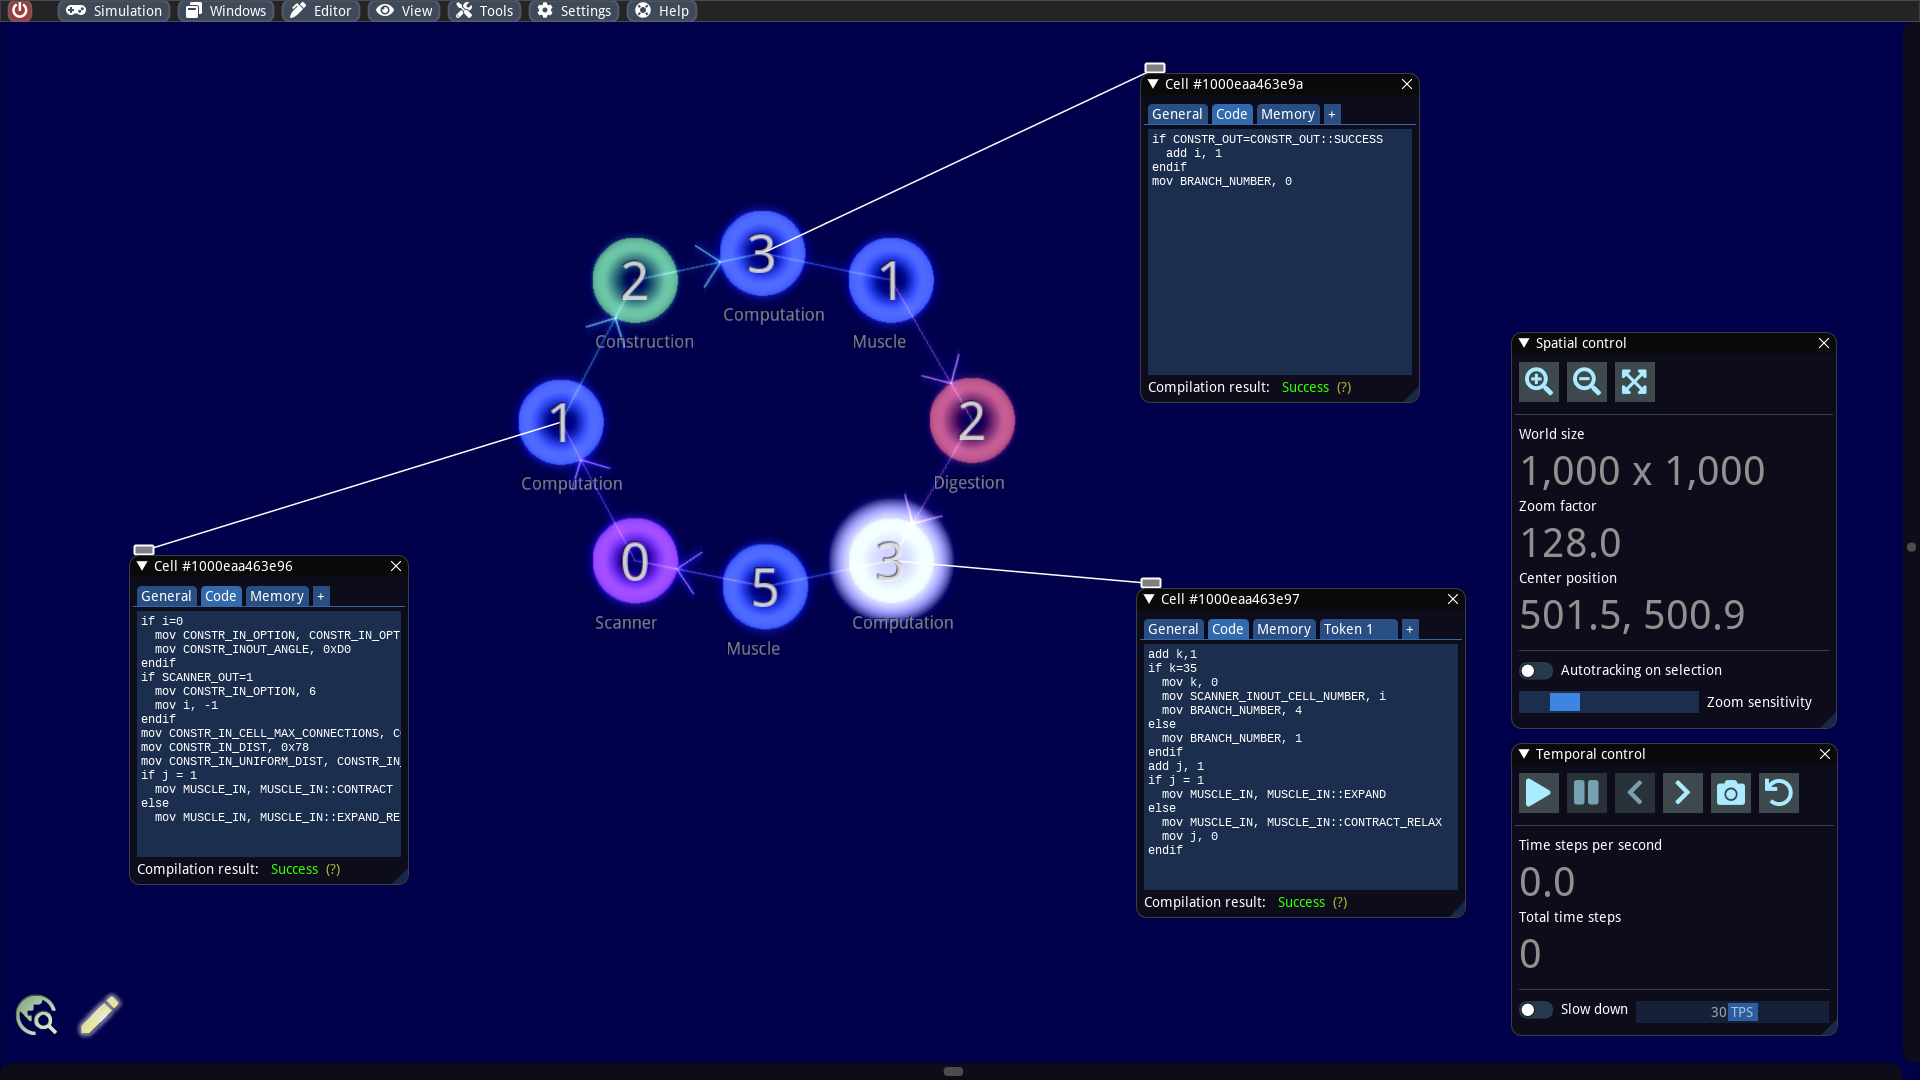 Simulation Windows Editor View Tools Settings Help
Cell #1000eaa463e9a
General Code Memory +
if CONSTR_OUT=CONSTR_OUT::SUCCESS
add i, 1
endif
mov BRANCH_NUMBER, 0
Compilation result: Success (?)
2
Construction
3
Computation
1
Muscle
1
Computation
2
Digestion
0
Scanner
5
Muscle
3
Computation
Cell #1000eaa463e96
General Code Memory +
if i=0
mov CONSTR_IN_OPTION, CONSTR_IN_OPT
mov CONSTR_INOUT_ANGLE, 0xD0
endif
if SCANNER_OUT=1
mov CONSTR_IN_OPTION, 6
mov i, -1
endif
mov CONSTR_IN_CELL_MAX_CONNECTIONS, C
mov CONSTR_IN_DIST, 0x78
mov CONSTR_IN_UNIFORM_DIST, CONSTR_IN_
if j = 1
mov MUSCLE_IN, MUSCLE_IN::CONTRACT
else
mov MUSCLE_IN, MUSCLE_IN::EXPAND_RE
Compilation result: Success (?)
Cell #1000eaa463e97
General Code Memory Token 1 +
add k,1
if k=35
mov k, 0
mov SCANNER_INOUT_CELL_NUMBER, i
mov BRANCH_NUMBER, 4
else
mov BRANCH_NUMBER, 1
endif
add j, 1
if j = 1
mov MUSCLE_IN, MUSCLE_IN::EXPAND
else
mov MUSCLE_IN, MUSCLE_IN::CONTRACT_RELAX
mov j, 0
endif
Compilation result: Success (?)
Spatial control
World size
1,000 x 1,000
Zoom factor
128.0
Center position
501.5, 500.9
Autotracking on selection
Zoom sensitivity
Temporal control
Time steps per second
0.0
Total time steps
0
Slow down 30 TPS